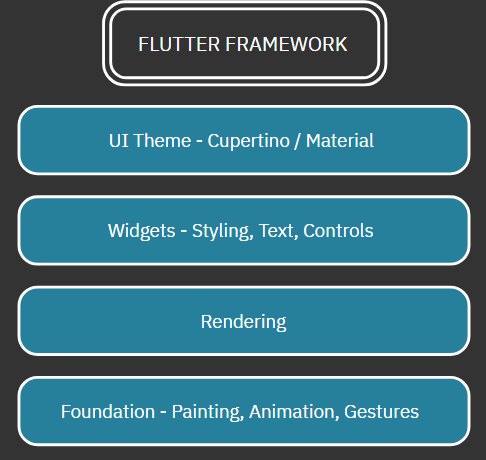 FLUTTER FRAMEWORK
UI Theme - Cupertino / Material
Widgets - Styling, Text, Controls
Rendering
Foundation - Painting, Animation, Gestures